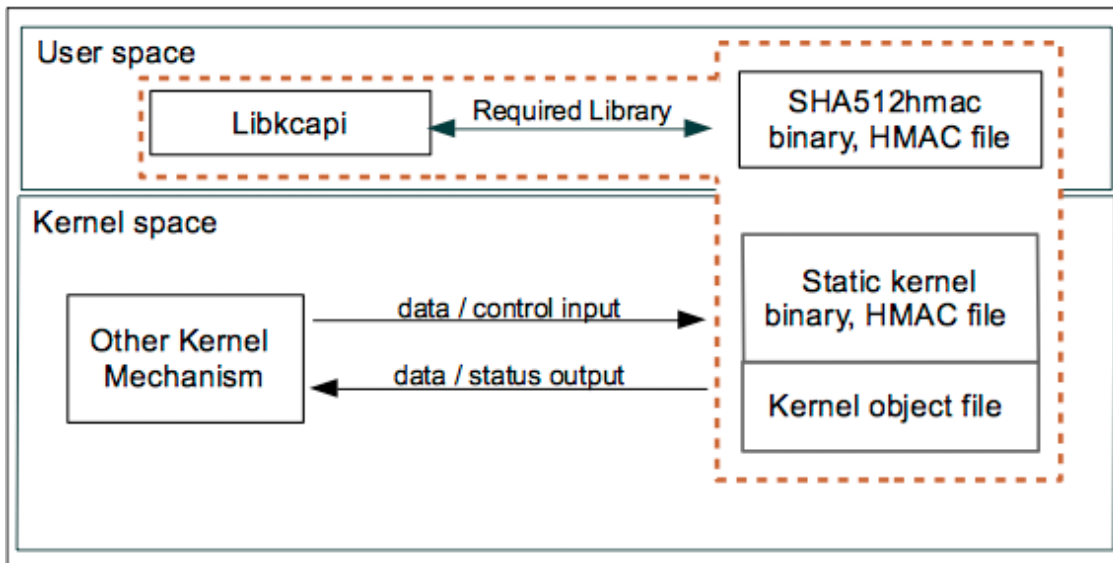 User space
Libkcapi
Required Library
SHA512hmac
binary, HMAC file
Kernel space
Other Kernel
Mechanism
data / control input
data / status output
Static kernel
binary, HMAC file
Kernel object file